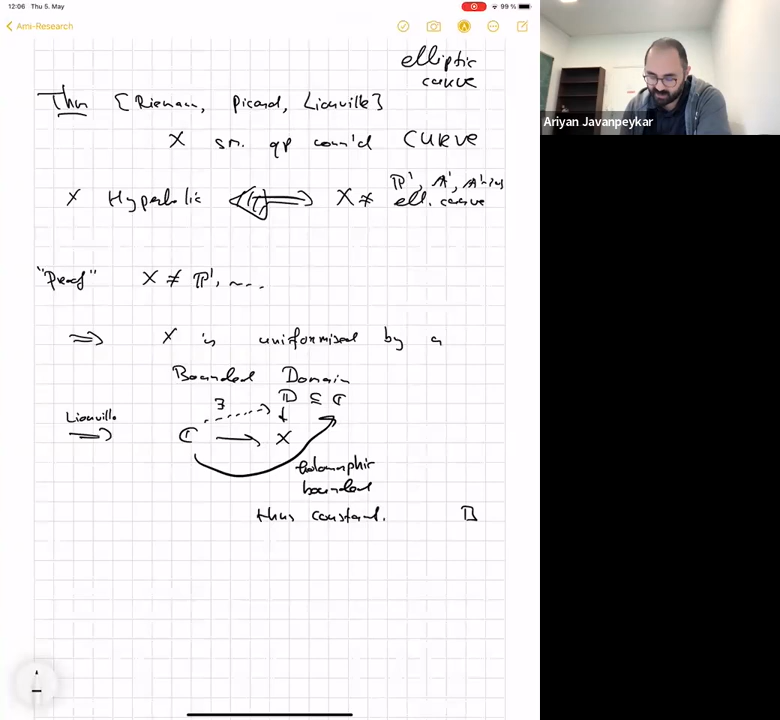 12:06 Thu 5. May
99 %
Ami-Research
elliptic
curve
Thm {Riemann, Picard, Liouville}
X sm. qp conn'd CURVE
X Hyperbolic ⟺ X ≠ P¹, A¹, A¹∖{0}, ell. curve
"Proof" X ≠ P¹, ....
⟹ X is uniformised by a
Bounded Domain
∃ D ⊆ C
Liouville ⟹ C ⟶ X
holomorphic
bounded
thus constant. □
Ariyan Javanpeykar